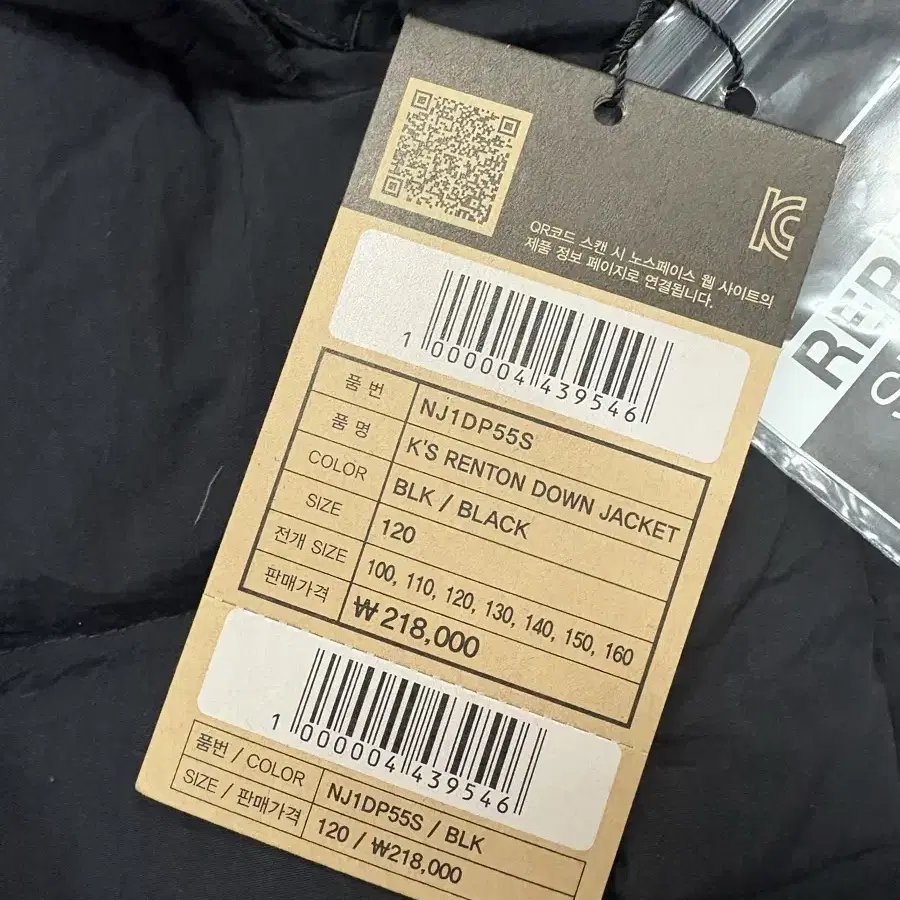 QR코드 스캔 시 노스페이스 웹 사이트의
제품 정보 페이지로 연결됩니다.
1 000004 439546
품 번 NJ1DP55S
품 명 K'S RENTON DOWN JACKET
COLOR BLK / BLACK
SIZE 120
전개 SIZE 100, 110, 120, 130, 140, 150, 160
판매가격 ₩ 218,000
1 000004 439546
품번 / COLOR NJ1DP55S / BLK
SIZE / 판매가격 120 / ₩218,000